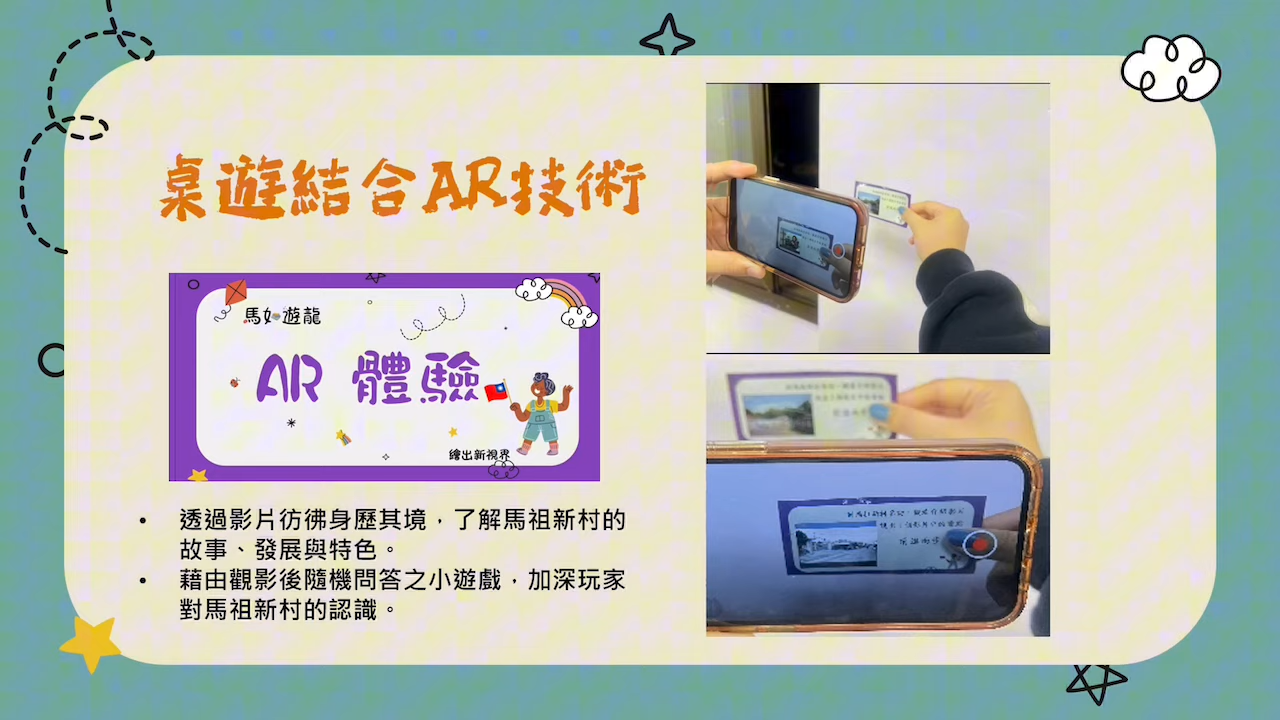 桌遊結合AR技術
馬如遊龍
AR 體驗
繪出新視界
• 透過影片彷彿身歷其境，了解馬祖新村的
故事、發展與特色。
• 藉由觀影後隨機問答之小遊戲，加深玩家
對馬祖新村的認識。